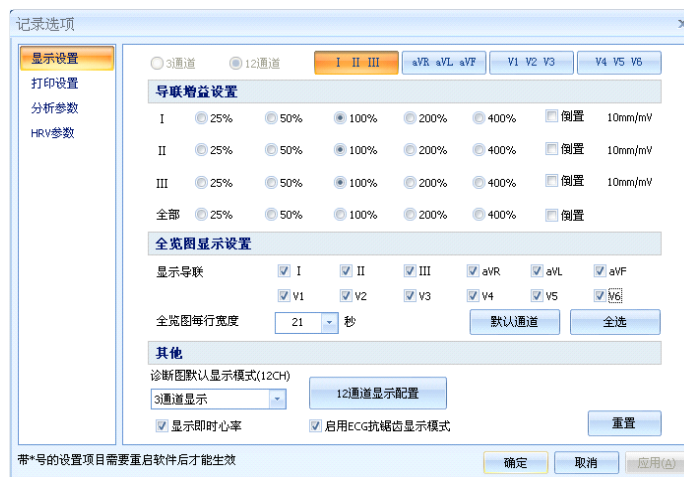 记录选项
显示设置
打印设置
分析参数
HRV参数
3通道 12通道 I II III aVR aVL aVF V1 V2 V3 V4 V5 V6
导联增益设置
I 25% 50% 100% 200% 400% 倒置 10mm/mV
II 25% 50% 100% 200% 400% 倒置 10mm/mV
III 25% 50% 100% 200% 400% 倒置 10mm/mV
全部 25% 50% 100% 200% 400% 倒置
全览图显示设置
显示导联 I II III aVR aVL aVF
V1 V2 V3 V4 V5 V6
全览图每行宽度 21 秒 默认通道 全选
其他
诊断图默认显示模式(12CH)
3通道显示 12通道显示配置
显示即时心率 启用ECG抗锯齿显示模式 重置
带*号的设置项目需要重启软件后才能生效 确定 取消 应用(A)